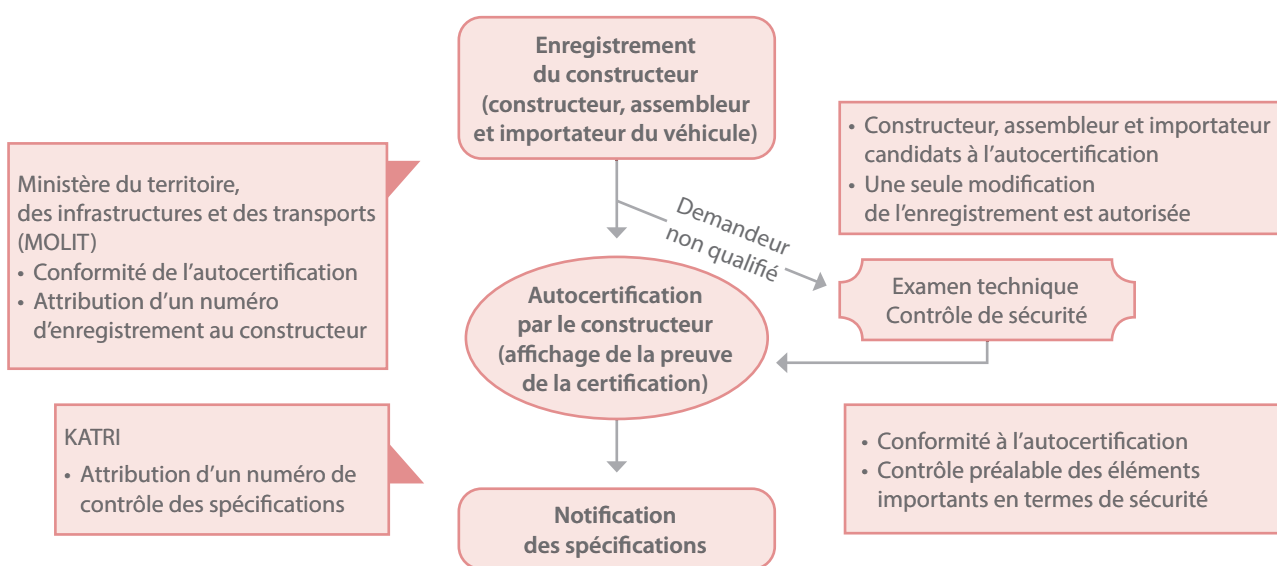 Enregistrement
du constructeur
(constructeur, assembleur
et importateur du véhicule)
Ministère du territoire,
des infrastructures et des transports
(MOLIT)
• Conformité de l’autocertification
• Attribution d’un numéro
d’enregistrement au constructeur
• Constructeur, assembleur et importateur
candidats à l’autocertification
• Une seule modification
de l’enregistrement est autorisée
Demandeur
non qualifié
Examen technique
Contrôle de sécurité
Autocertification
par le constructeur
(affichage de la preuve
de la certification)
KATRI
• Attribution d’un numéro de
contrôle des spécifications
• Conformité à l’autocertification
• Contrôle préalable des éléments
importants en termes de sécurité
Notification
des spécifications